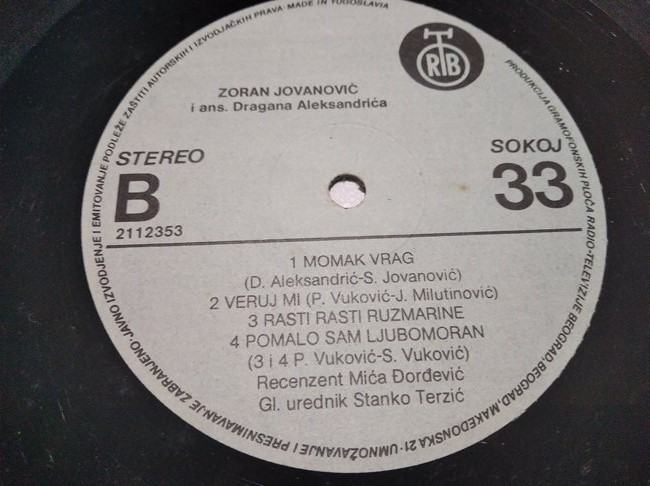 ZORAN JOVANOVIČ
i ans. Dragana Aleksandrića
STEREO
B
2112353
RTB
SOKOJ
33
1 MOMAK VRAG
(D. Aleksandrić-S. Jovanović)
2 VERUJ MI (P. Vuković-J. Milutinović)
3 RASTI RASTI RUZMARINE
4 POMALO SAM LJUBOMORAN
(3 i 4 P. Vuković-S. Vuković)
Recenzent Mića Đorđević
Gl. urednik Stanko Terzić
PRODUKCIJA GRAMOFONSKIH PLOČA RADIO-TELEVIZIJE BEOGRAD, BEOGRAD, MAKEDONSKA 21 · UMNOŽAVANJE I PRESNIMAVANJE ZABRANJENO · JAVNO IZVODJENJE I EMITOVANJE PODLEŽE ZAŠTITI AUTORSKIH I IZVODJAČKIH PRAVA · MADE IN YUGOSLAVIA